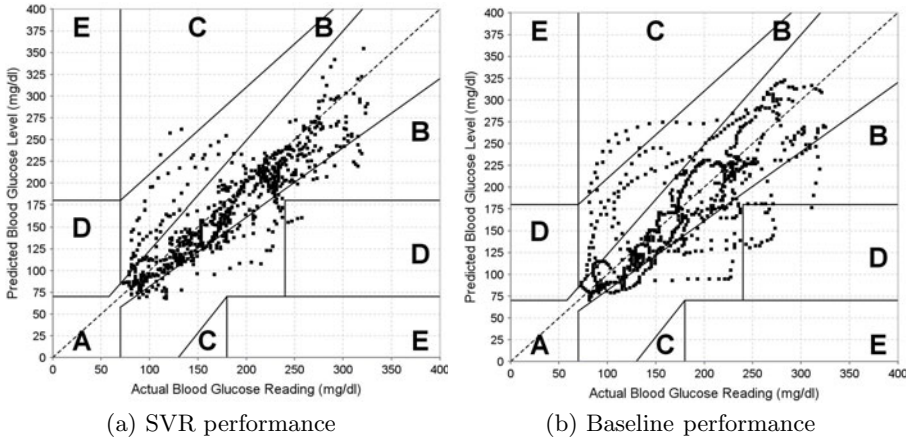 E
C
B
B
D
D
A
C
E
400
375
350
325
300
275
250
225
200
175
150
125
100
75
50
25
0
0 50 100 150 200 250 300 350 400
Predicted Blood Glucose Level (mg/dl)
Actual Blood Glucose Reading (mg/dl)
(a) SVR performance
E
C
B
B
D
D
A
C
E
400
375
350
325
300
275
250
225
200
175
150
125
100
75
50
25
0
0 50 100 150 200 250 300 350 400
Predicted Blood Glucose Level (mg/dl)
Actual Blood Glucose Reading (mg/dl)
(b) Baseline performance